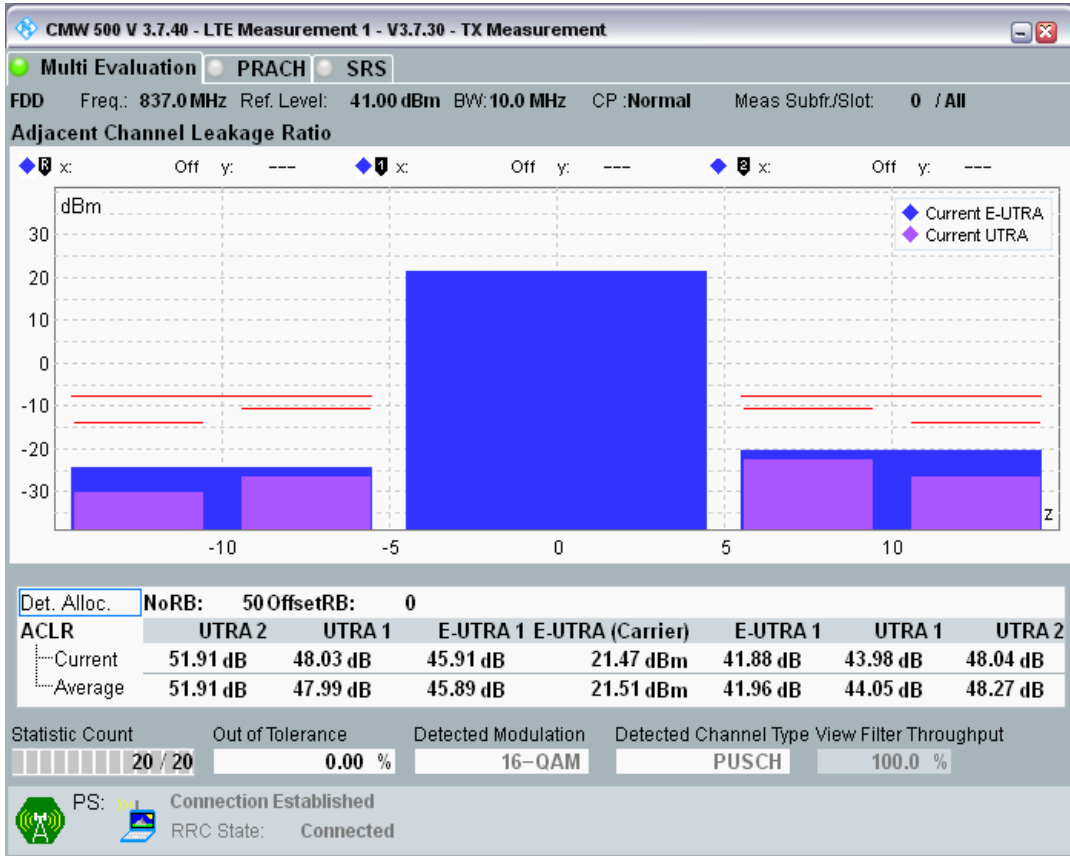 CMW 500 V 3.7.40 - LTE Measurement 1 - V3.7.30 - TX Measurement
Multi Evaluation PRACH SRS
FDD Freq.: 837.0 MHz Ref. Level: 41.00 dBm BW: 10.0 MHz CP :Normal Meas Subfr./Slot: 0 / All
Adjacent Channel Leakage Ratio
R x: Off y: --- 1 x: Off y: --- 2 x: Off y: ---
dBm
Current E-UTRA
Current UTRA
30
20
10
0
-10
-20
-30
z
-10 -5 0 5 10
Det. Alloc. NoRB: 50 OffsetRB: 0
ACLR UTRA 2 UTRA 1 E-UTRA 1 E-UTRA (Carrier) E-UTRA 1 UTRA 1 UTRA 2
Current 51.91 dB 48.03 dB 45.91 dB 21.47 dBm 41.88 dB 43.98 dB 48.04 dB
Average 51.91 dB 47.99 dB 45.89 dB 21.51 dBm 41.96 dB 44.05 dB 48.27 dB
Statistic Count Out of Tolerance Detected Modulation Detected Channel Type View Filter Throughput
20 / 20 0.00 % 16-QAM PUSCH 100.0 %
PS: Connection Established
RRC State: Connected